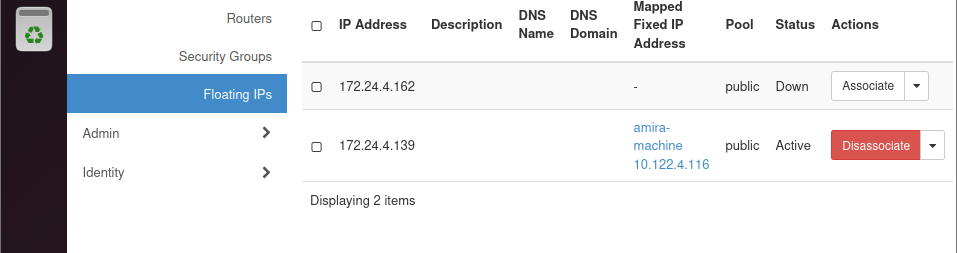 Routers
Security Groups
Floating IPs
Admin
Identity
IP Address Description DNS Name DNS Domain Mapped Fixed IP Address Pool Status Actions
172.24.4.162 - public Down Associate
172.24.4.139 amira-machine 10.122.4.116 public Active Disassociate
Displaying 2 items